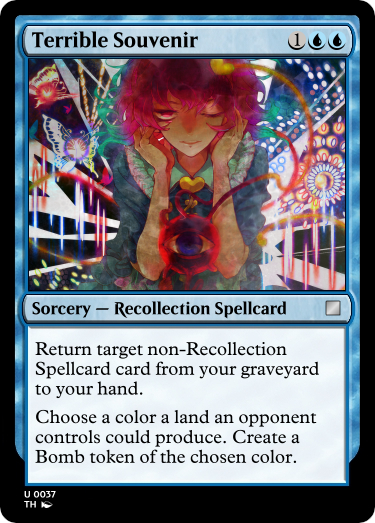 Terrible Souvenir 1
Sorcery — Recollection Spellcard
Return target non-Recollection
Spellcard card from your graveyard
to your hand.
Choose a color a land an opponent
controls could produce. Create a
Bomb token of the chosen color.
U 0037
TH